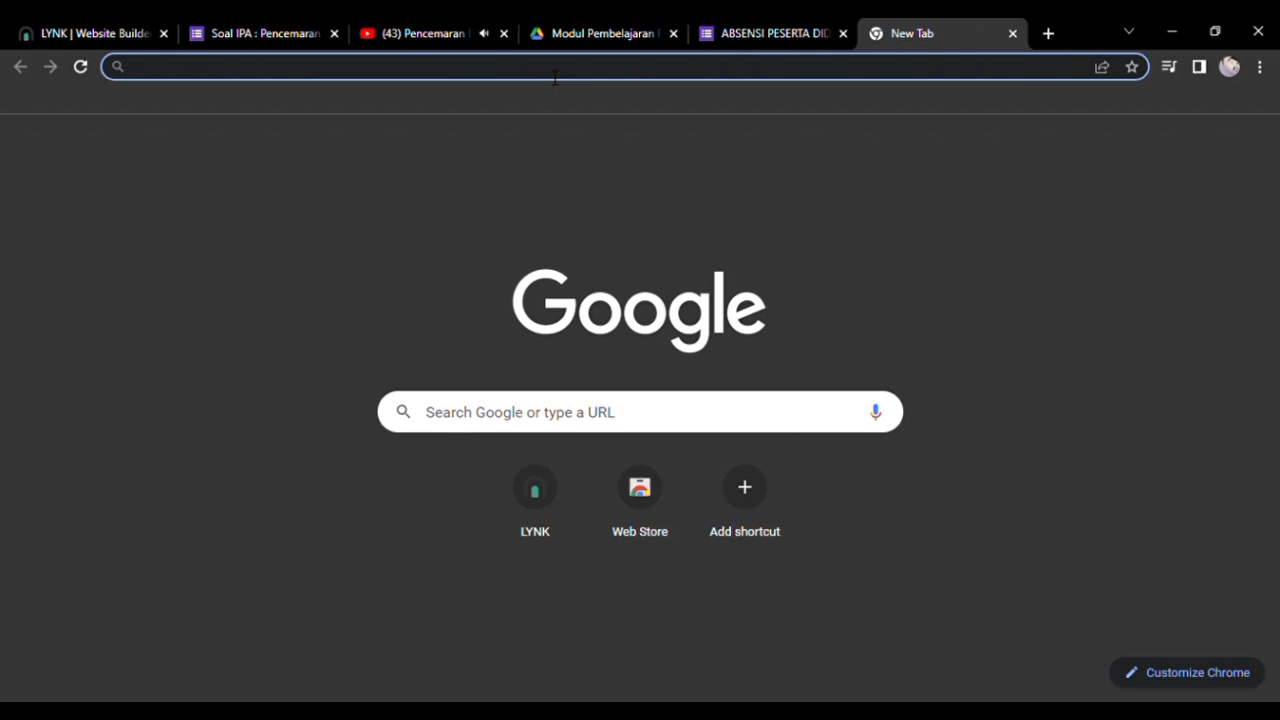 LYNK | Website Builde
Soal IPA : Pencemaran
(43) Pencemaran
Modul Pembelajaran
ABSENSI PESERTA DID
New Tab
Google
Search Google or type a URL
LYNK
Web Store
Add shortcut
Customize Chrome